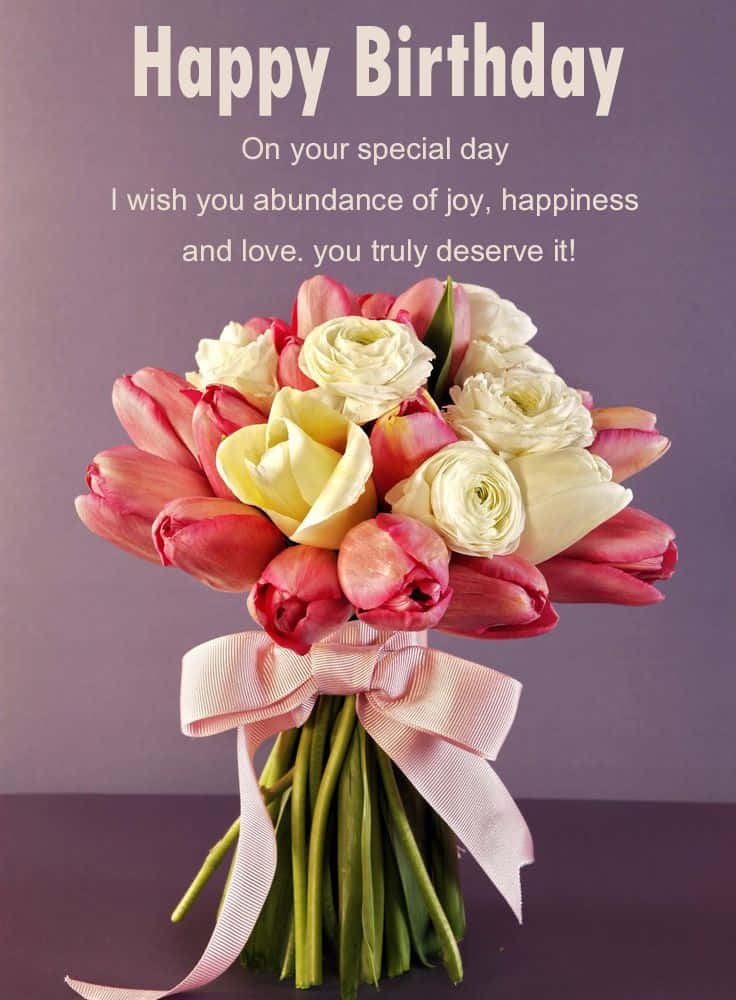 Happy Birthday
On your special day
I wish you abundance of joy, happiness
and love. you truly deserve it!